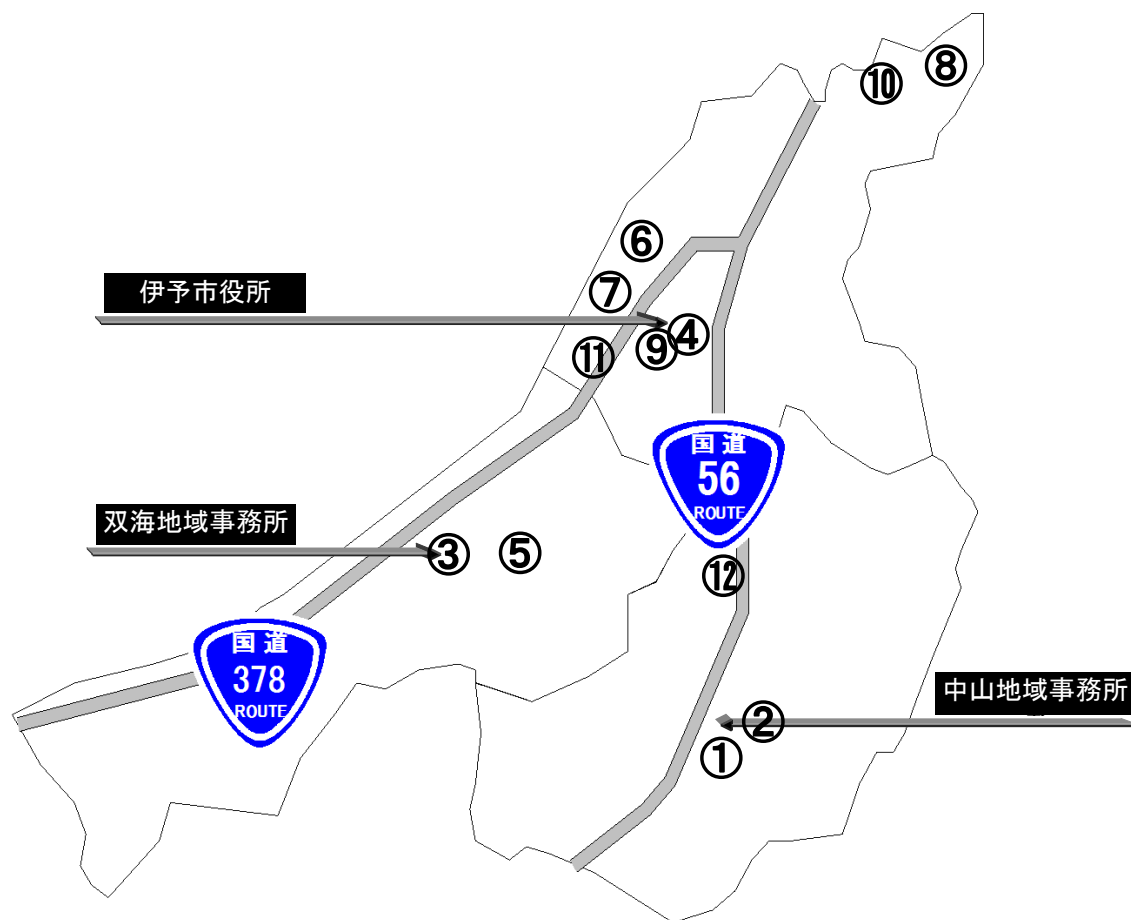 ⑧
⑩
⑥
伊予市役所
⑦
④
⑨
⑪
国道
56
ROUTE
双海地域事務所
③
⑤
⑫
国道
378
ROUTE
中山地域事務所
②
①